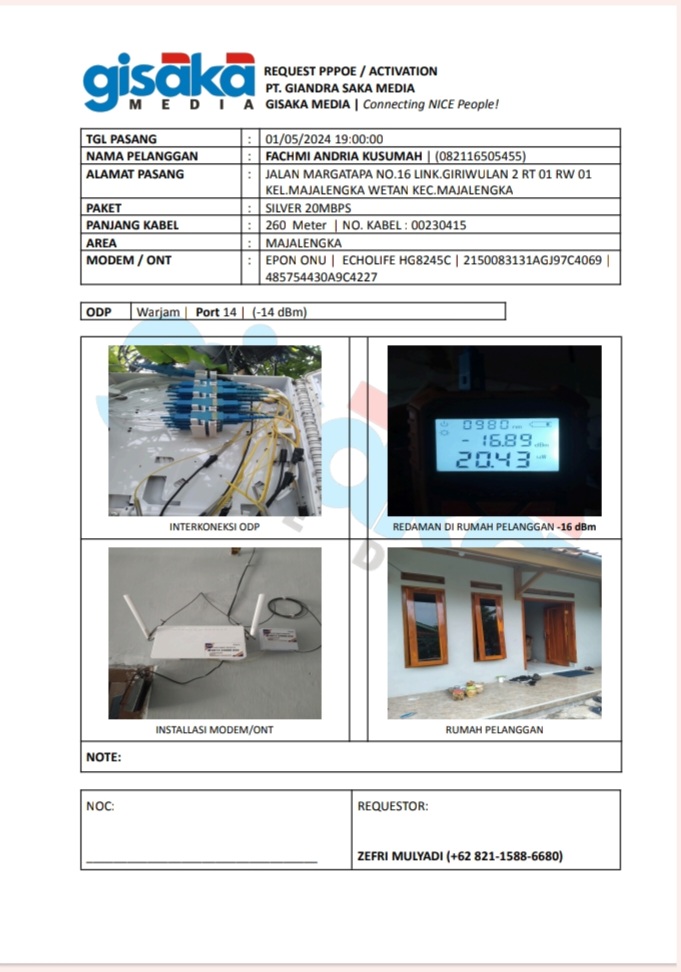 gisaka
MEDIA
REQUEST PPPOE / ACTIVATION
PT. GIANDRA SAKA MEDIA
GISAKA MEDIA | Connecting NICE People!
TGL PASANG : 01/05/2024 19:00:00
NAMA PELANGGAN : FACHMI ANDRIA KUSUMAH | (082116505455)
ALAMAT PASANG : JALAN MARGATAPA NO.16 LINK.GIRIWULAN 2 RT 01 RW 01
KEL.MAJALENGKA WETAN KEC.MAJALENGKA
PAKET : SILVER 20MBPS
PANJANG KABEL : 260 Meter | NO. KABEL : 00230415
AREA : MAJALENGKA
MODEM / ONT : EPON ONU | ECHOLIFE HG8245C | 2150083131AGJ97C4069 |
485754430A9C4227
ODP Warjam | Port 14 | (-14 dBm)
0980
-16.89
20.43
INTERKONEKSI ODP
REDAMAN DI RUMAH PELANGGAN -16 dBm
INSTALLASI MODEM/ONT
RUMAH PELANGGAN
NOTE:
NOC:
REQUESTOR:
ZEFRI MULYADI (+62 821-1588-6680)